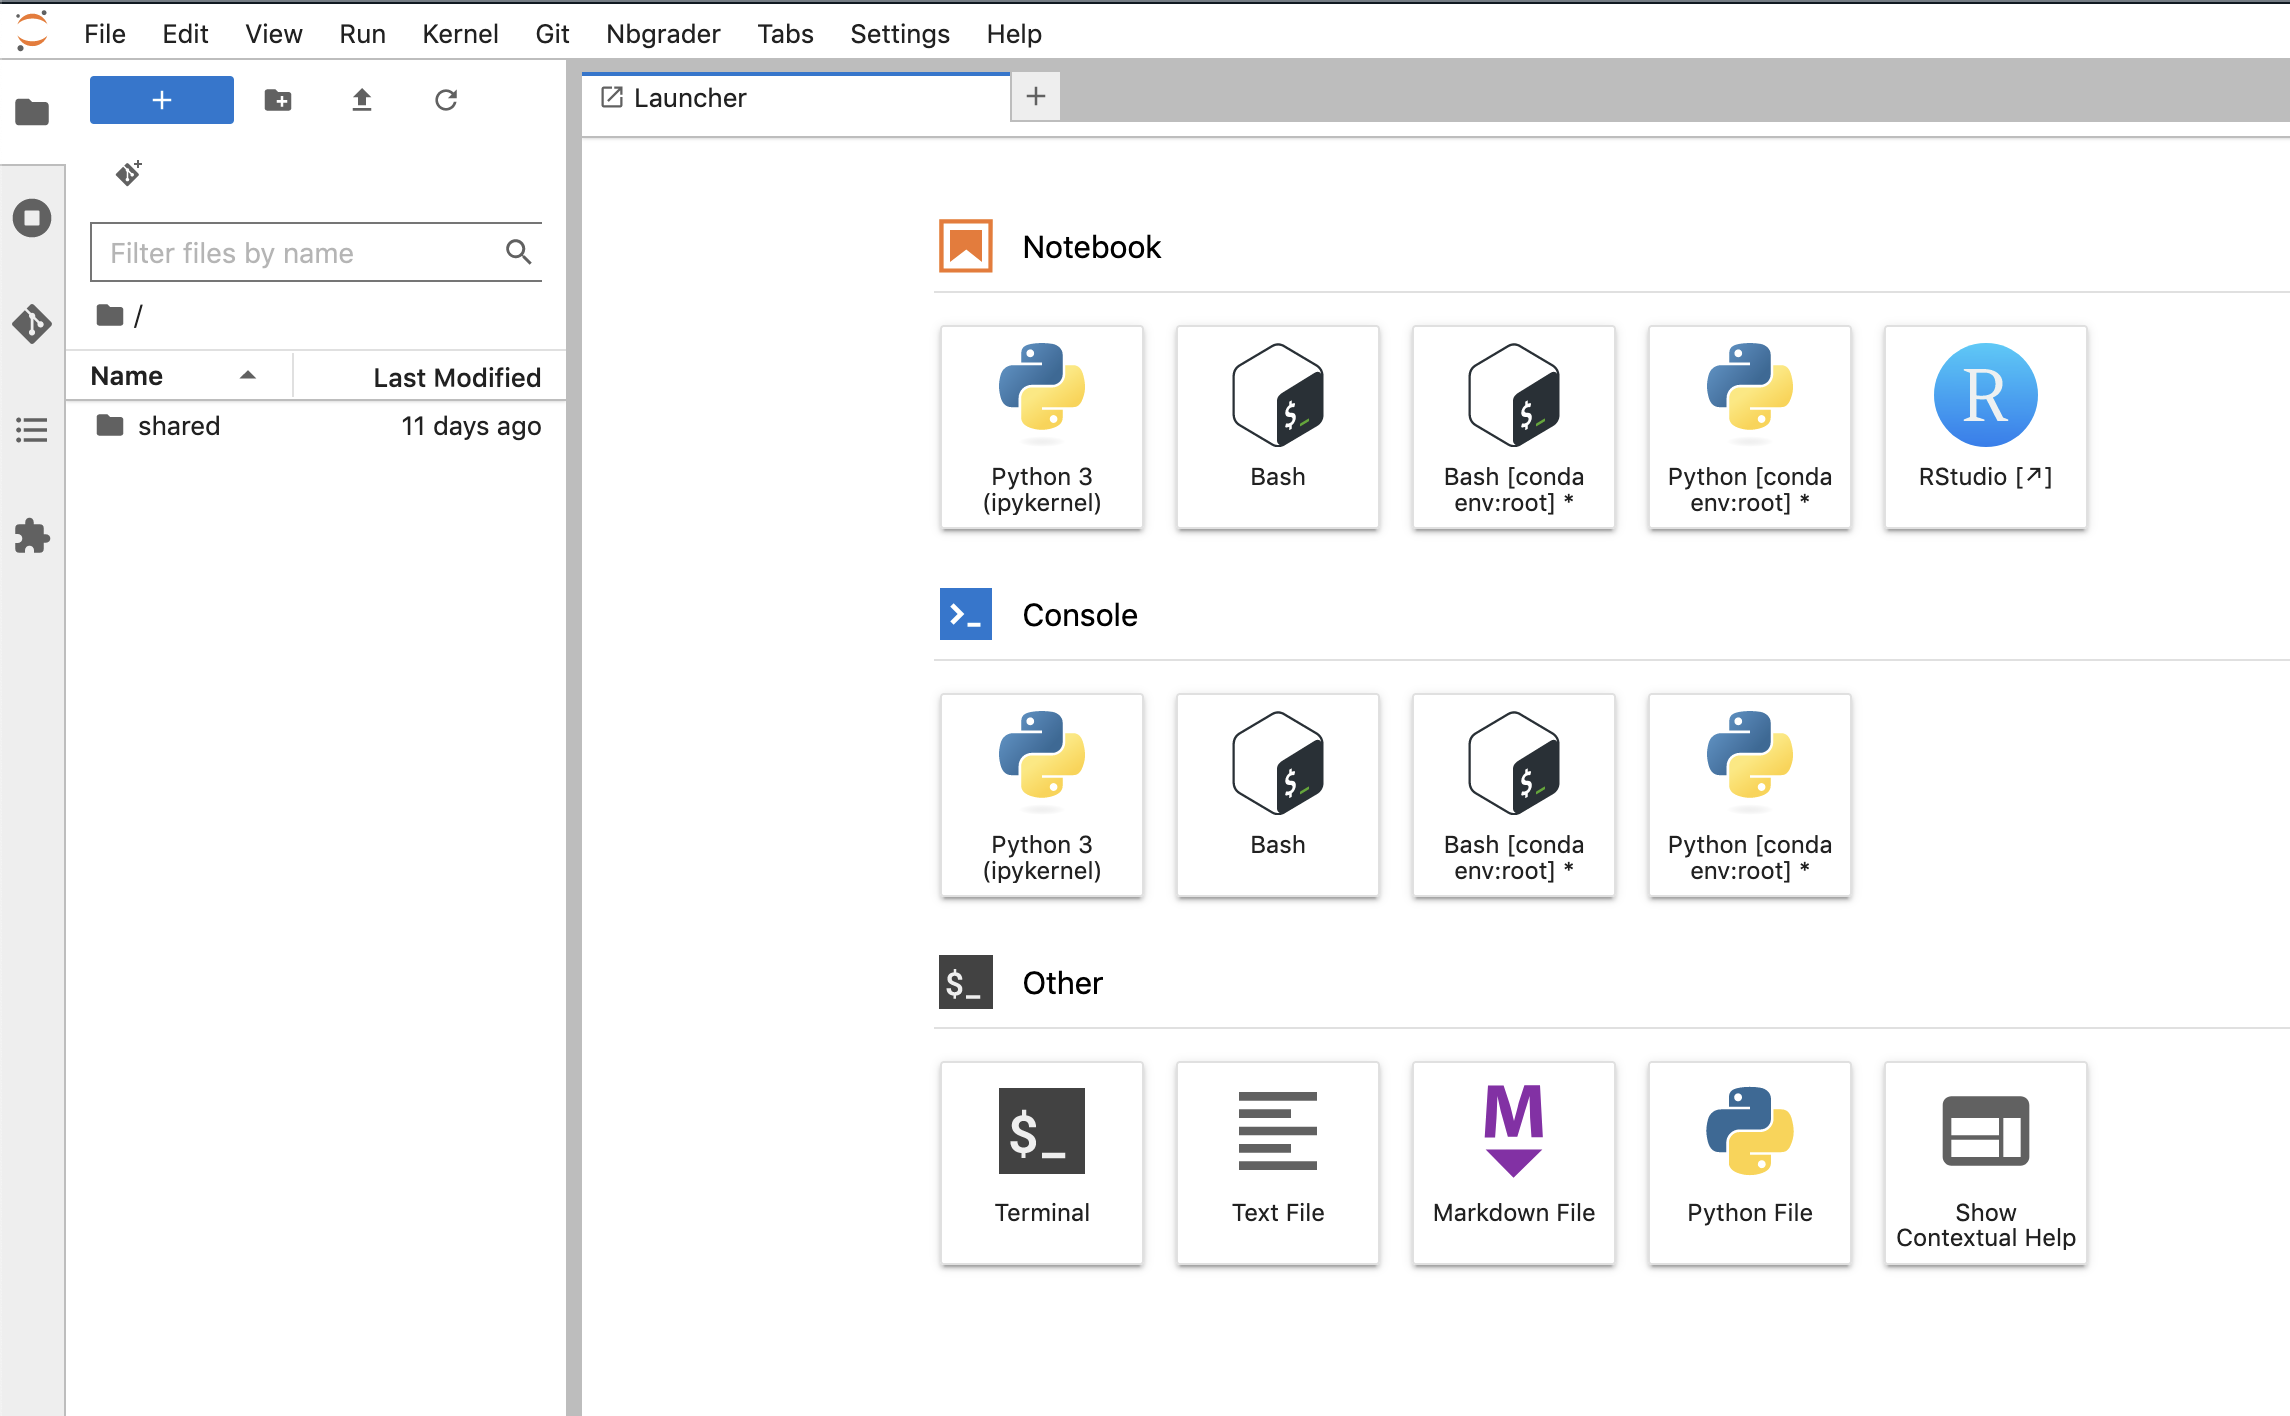 File Edit View Run Kernel Git Nbgrader Tabs Settings Help
+
Launcher
+
Filter files by name
/
Name
Last Modified
shared
11 days ago
Notebook
$_
Python 3
(ipykernel)
$_
Bash
Bash [conda
env:root] *
Python [conda
env:root] *
R
RStudio [↗]
>_
Console
Python 3
(ipykernel)
$_
Bash
$_
Bash [conda
env:root] *
Python [conda
env:root] *
$_
Other
$_
Terminal
Text File
M
Markdown File
Python File
Show
Contextual Help